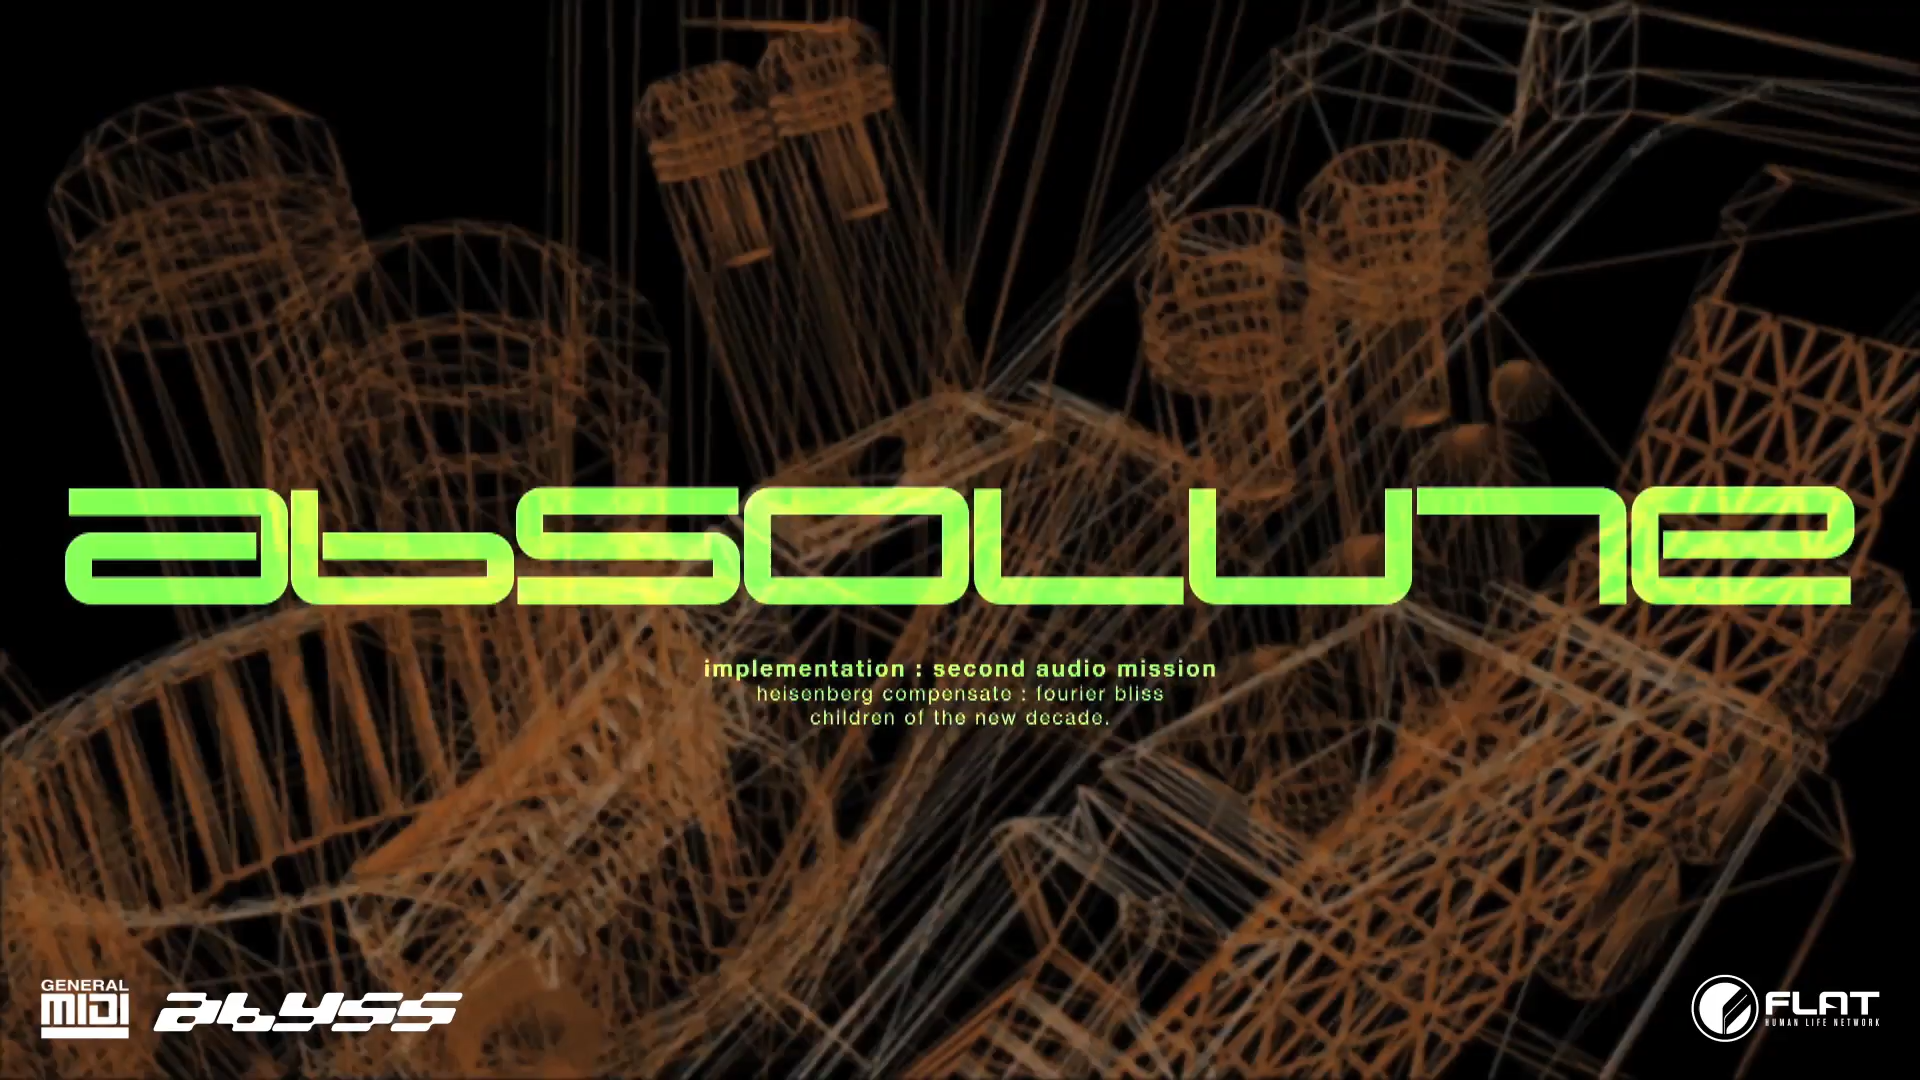 absolune
implementation : second audio mission
heisenberg compensate : fourier bliss
children of the new decade.
GENERAL
MIDI
abyss
FLAT
HUMAN LIFE NETWORK